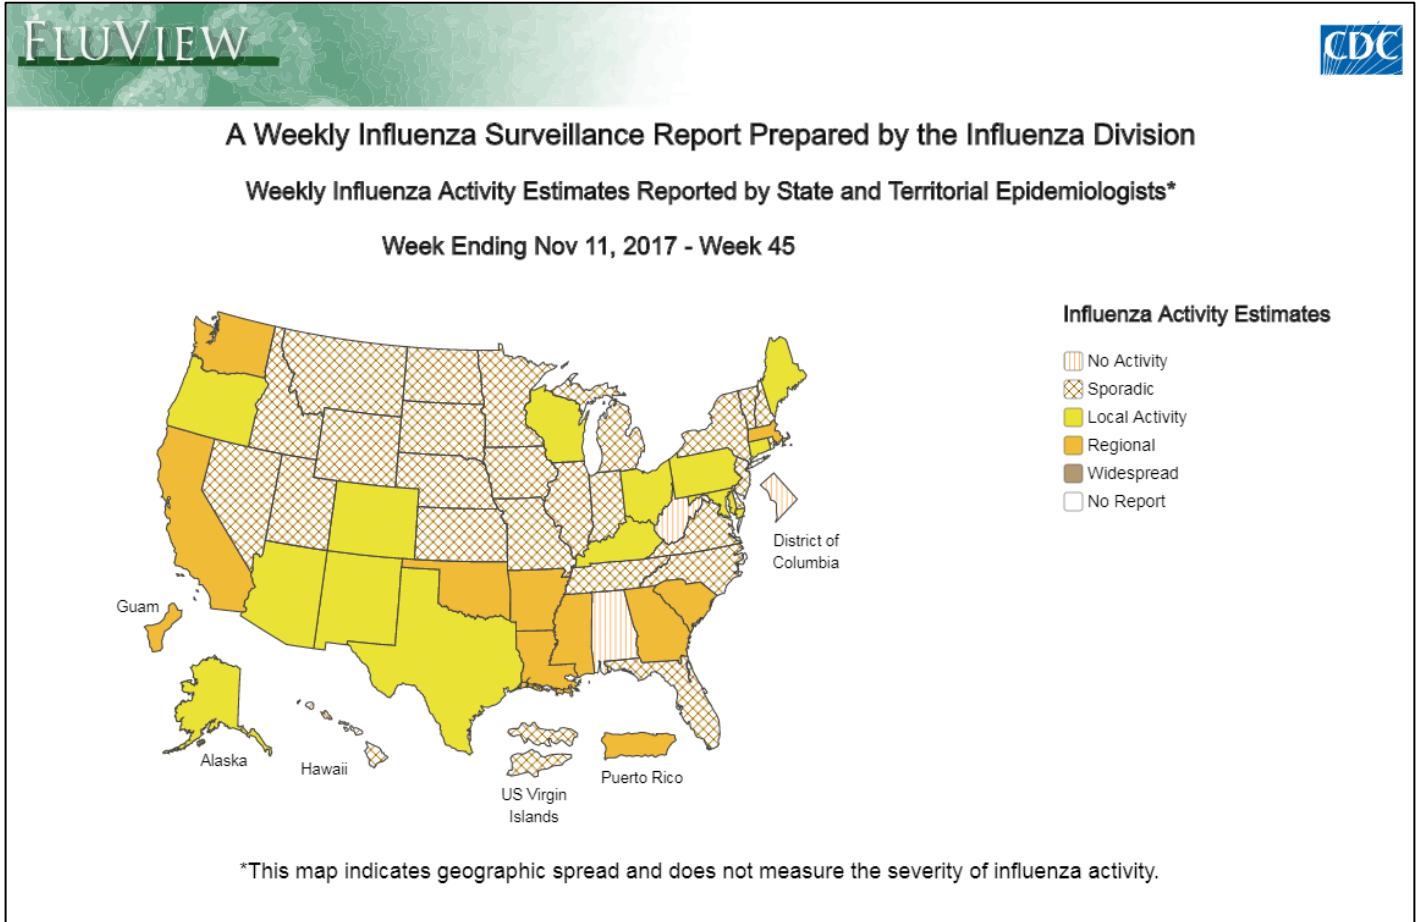 FLUVIEW
CDC
A Weekly Influenza Surveillance Report Prepared by the Influenza Division
Weekly Influenza Activity Estimates Reported by State and Territorial Epidemiologists*
Week Ending Nov 11, 2017 - Week 45
Influenza Activity Estimates
No Activity
Sporadic
Local Activity
Regional
Widespread
No Report
District of
Columbia
Guam
Alaska
Hawaii
US Virgin
Islands
Puerto Rico
*This map indicates geographic spread and does not measure the severity of influenza activity.